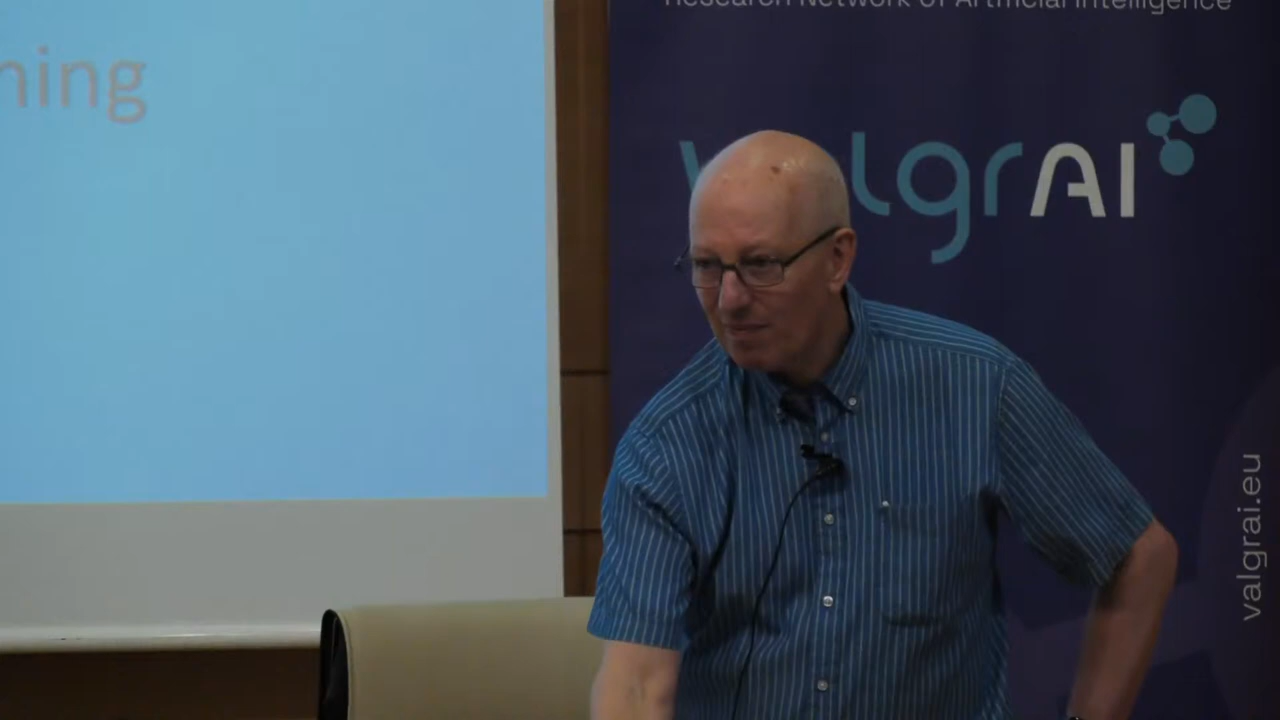 ning
Research Network of Artificial Intelligence
valgrAI
valgrai.eu